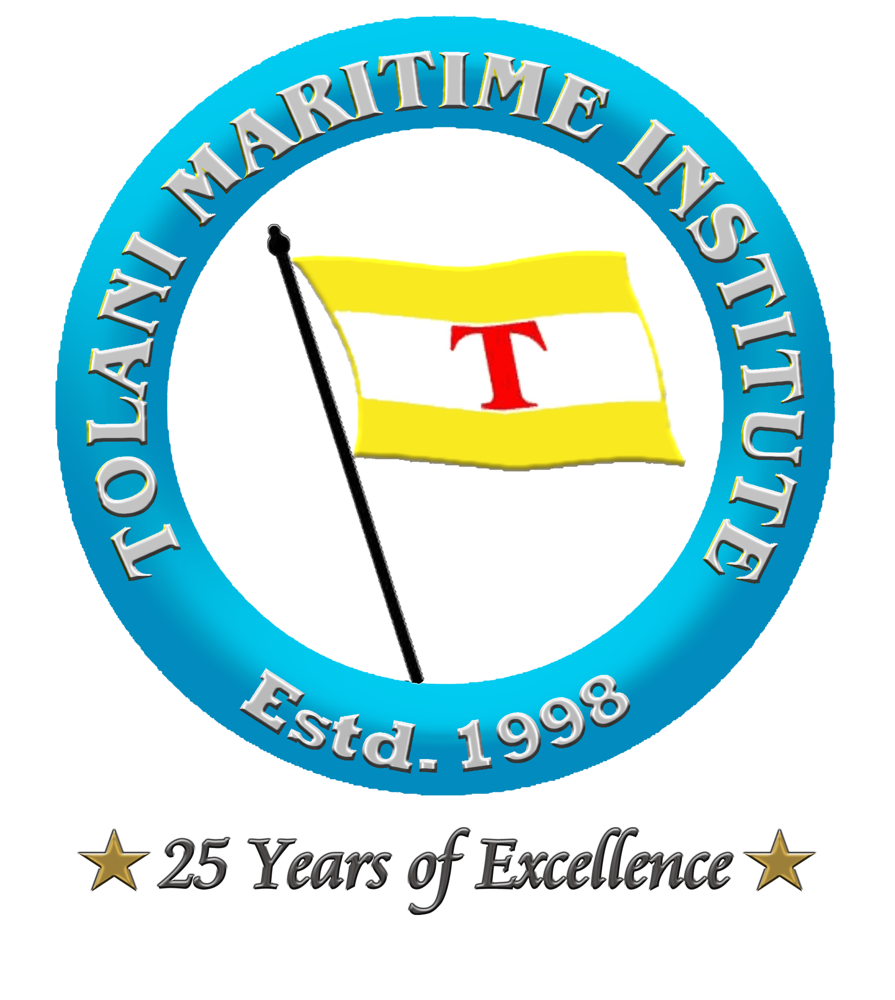 TOLANI MARITIME INSTITUTE
T
Estd. 1998
25 Years of Excellence